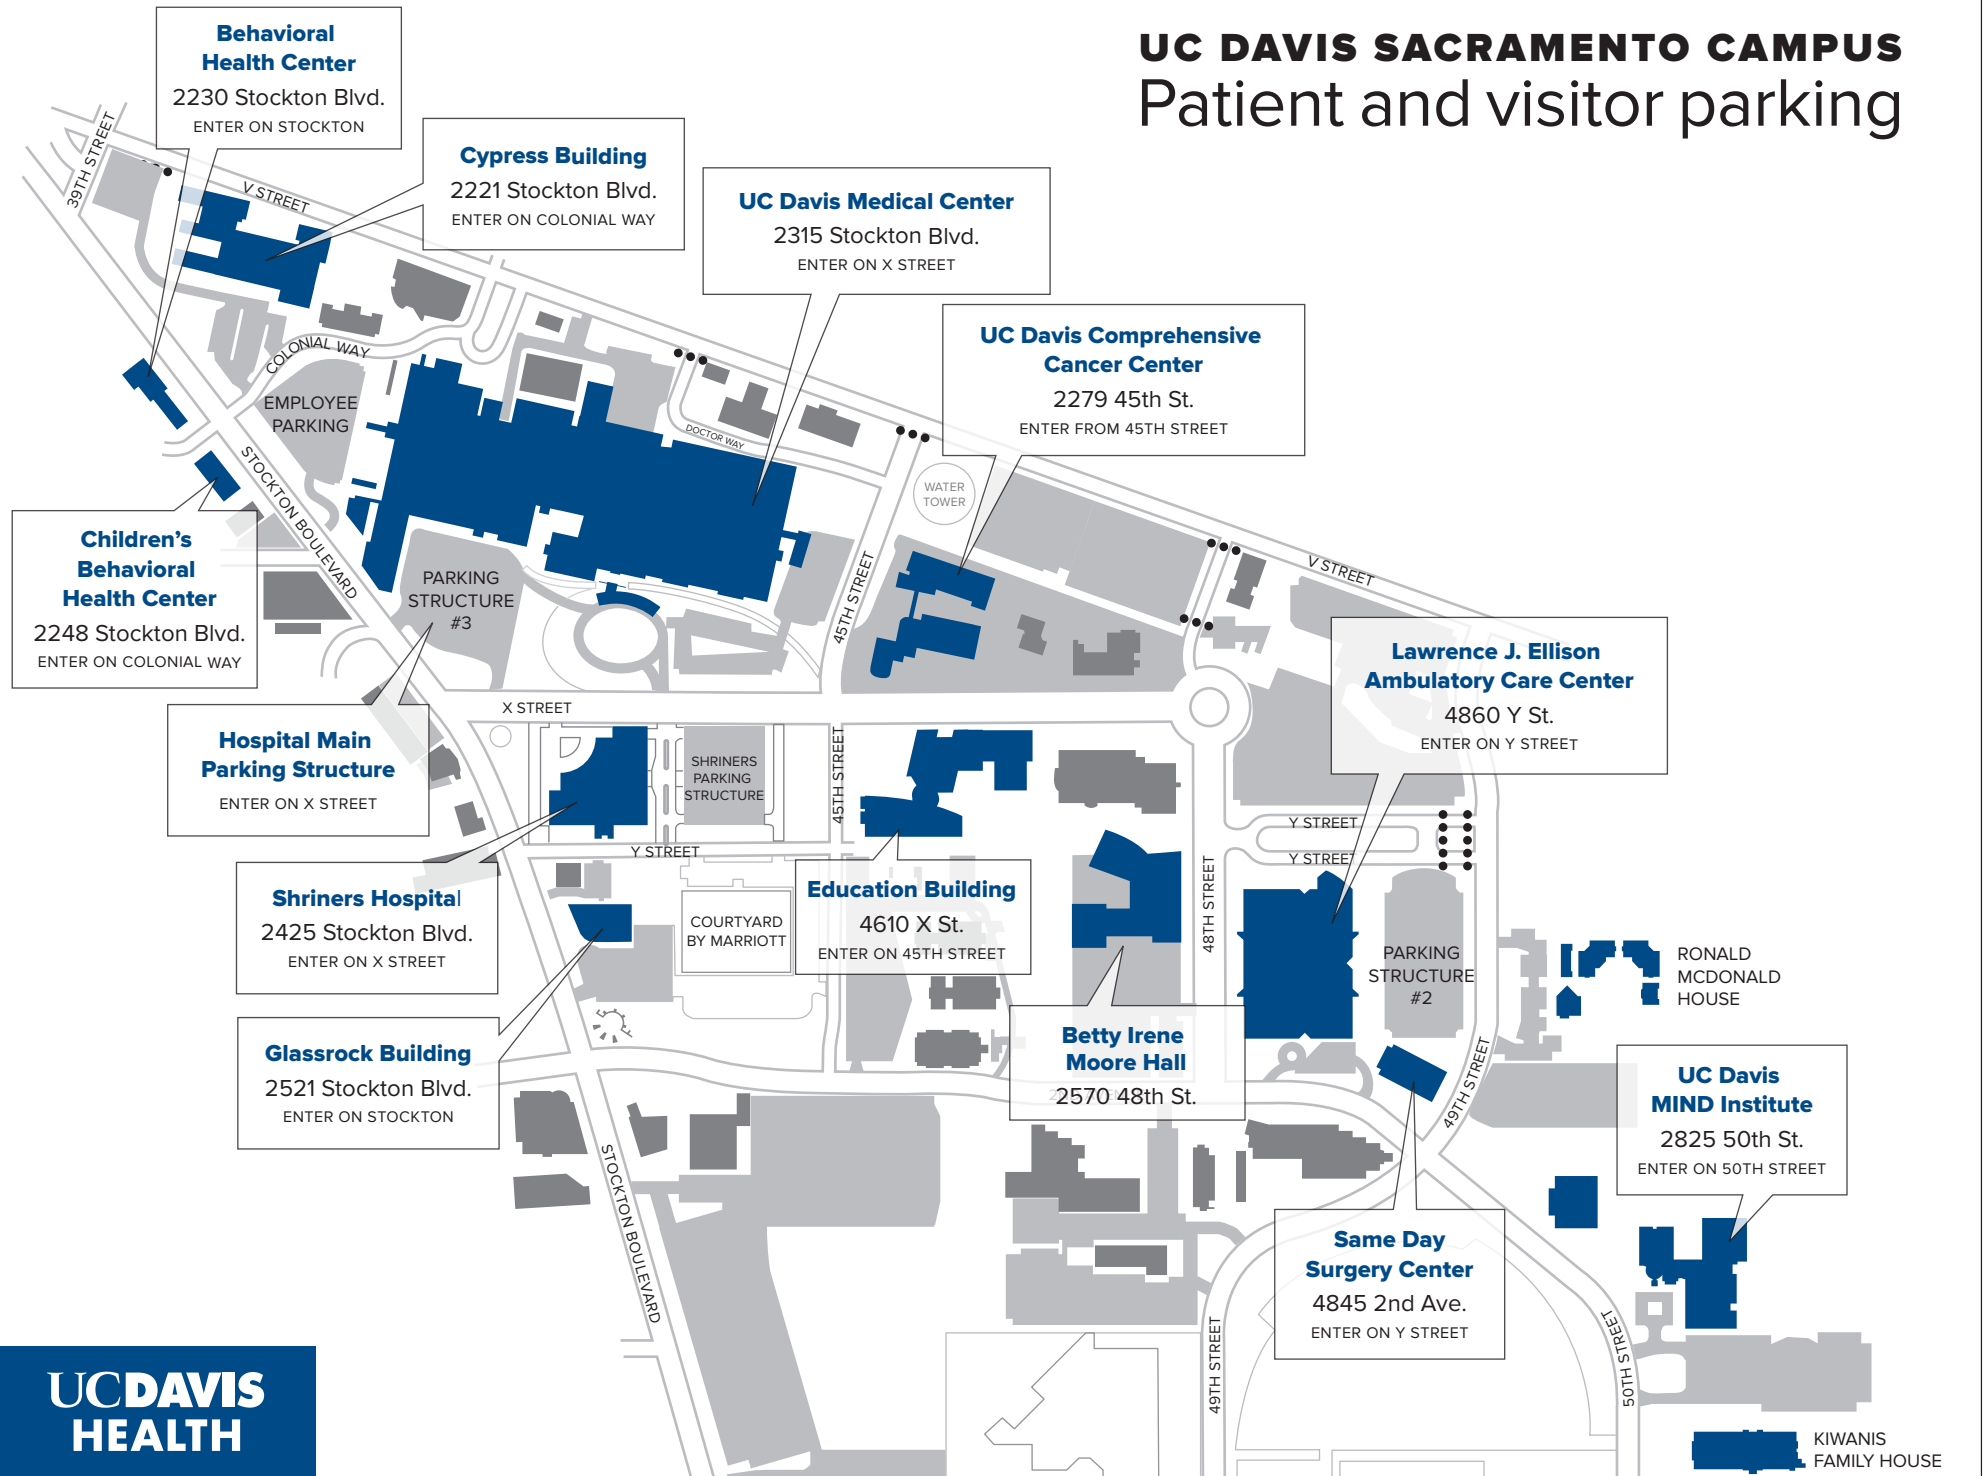 UC DAVIS SACRAMENTO CAMPUS
Patient and visitor parking
Behavioral
Health Center
2230 Stockton Blvd.
ENTER ON STOCKTON
Cypress Building
2221 Stockton Blvd.
ENTER ON COLONIAL WAY
UC Davis Medical Center
2315 Stockton Blvd.
ENTER ON X STREET
UC Davis Comprehensive
Cancer Center
2279 45th St.
ENTER FROM 45TH STREET
39TH STREET
V STREET
COLONIAL WAY
EMPLOYEE
PARKING
DOCTOR WAY
WATER
TOWER
STOCKTON BOULEVARD
Children's
Behavioral
Health Center
2248 Stockton Blvd.
ENTER ON COLONIAL WAY
PARKING
STRUCTURE
#3
45TH STREET
V STREET
Lawrence J. Ellison
Ambulatory Care Center
4860 Y St.
ENTER ON Y STREET
Hospital Main
Parking Structure
ENTER ON X STREET
X STREET
SHRINERS
PARKING
STRUCTURE
45TH STREET
Y STREET
Y STREET
Y STREET
Shriners Hospital
2425 Stockton Blvd.
ENTER ON X STREET
COURTYARD
BY MARRIOTT
Education Building
4610 X St.
ENTER ON 45TH STREET
48TH STREET
PARKING
STRUCTURE
#2
RONALD
MCDONALD
HOUSE
Glassrock Building
2521 Stockton Blvd.
ENTER ON STOCKTON
Betty Irene
Moore Hall
2570 48th St.
49TH STREET
UC Davis
MIND Institute
2825 50th St.
ENTER ON 50TH STREET
STOCKTON BOULEVARD
Same Day
Surgery Center
4845 2nd Ave.
ENTER ON Y STREET
49TH STREET
50TH STREET
UCDAVIS
HEALTH
KIWANIS
FAMILY HOUSE